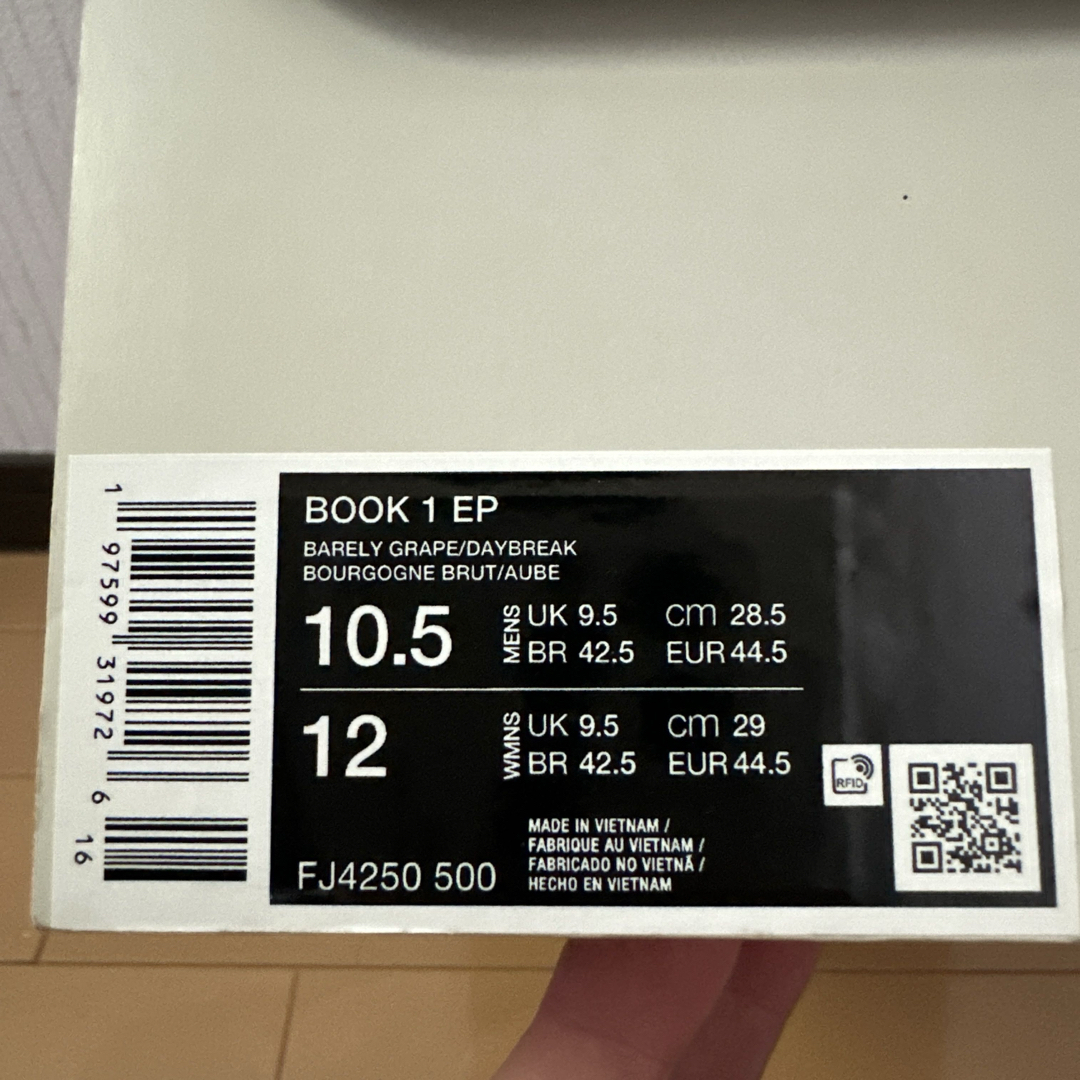 BOOK 1 EP
BARELY GRAPE/DAYBREAK
BOURGOGNE BRUT/AUBE
10.5 MENS UK 9.5 cm 28.5
BR 42.5 EUR 44.5
12 WMNS UK 9.5 cm 29
BR 42.5 EUR 44.5
RFID
MADE IN VIETNAM /
FABRIQUE AU VIETNAM /
FABRICADO NO VIETNÃ /
HECHO EN VIETNAM
FJ4250 500
1 97599 31972 6
16